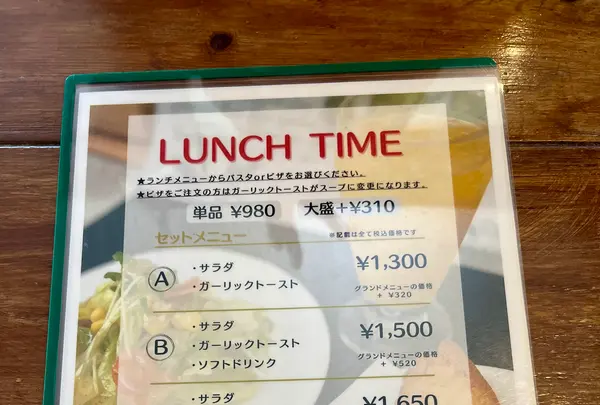 LUNCH TIME
★ランチメニューからパスタorピザをお選びください。
★ピザをご注文の方はガーリックトーストがスープに変更になります。
単品 ¥980 大盛+¥310
セットメニュー ※記載は全て税込価格です
Ⓐ ・サラダ ¥1,300
・ガーリックトースト グランドメニューの価格
+ ¥320
Ⓑ ・サラダ ¥1,500
・ガーリックトースト グランドメニューの価格
・ソフトドリンク + ¥520
・サラダ ¥1,650